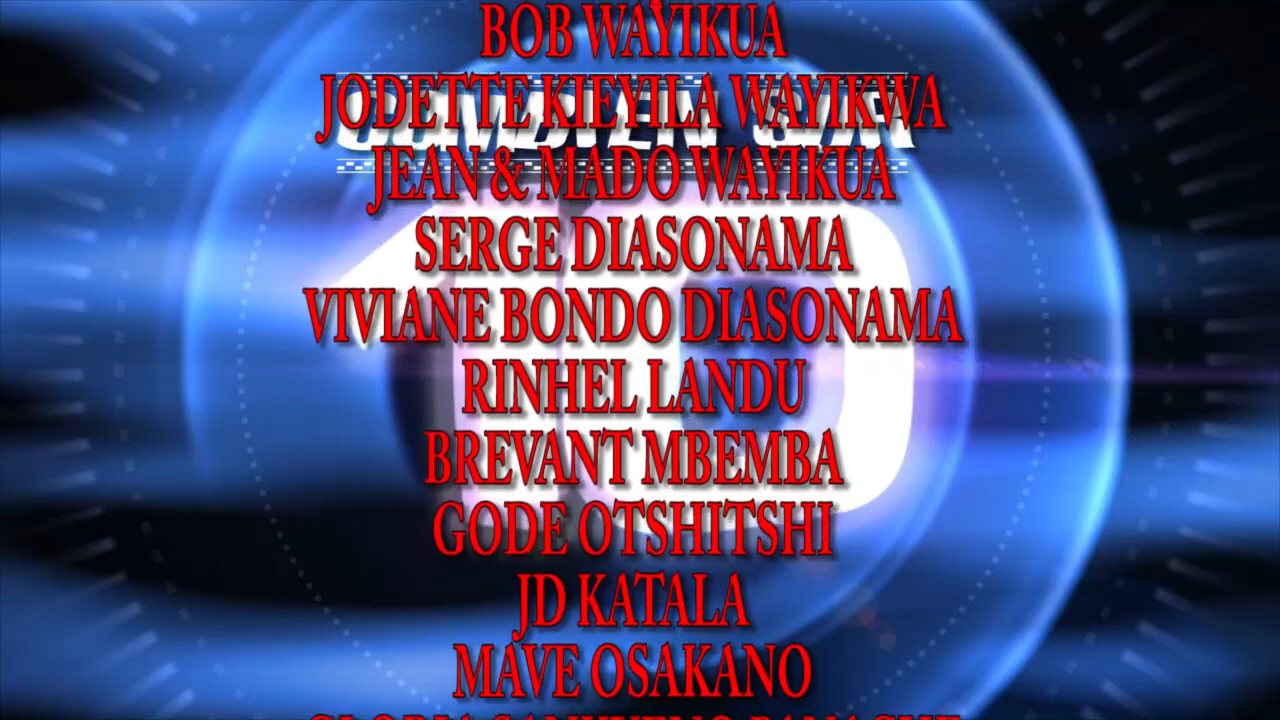 BOB WAYIKUA
JODETTE KIEYILA WAYIKWA
JEAN & MADO WAYIKUA
SERGE DIASONAMA
VIVIANE BONDO DIASONAMA
RINHEL LANDU
BREVANT MBEMBA
GODE OTSHITSHI
JD KATALA
MAVE OSAKANO
10